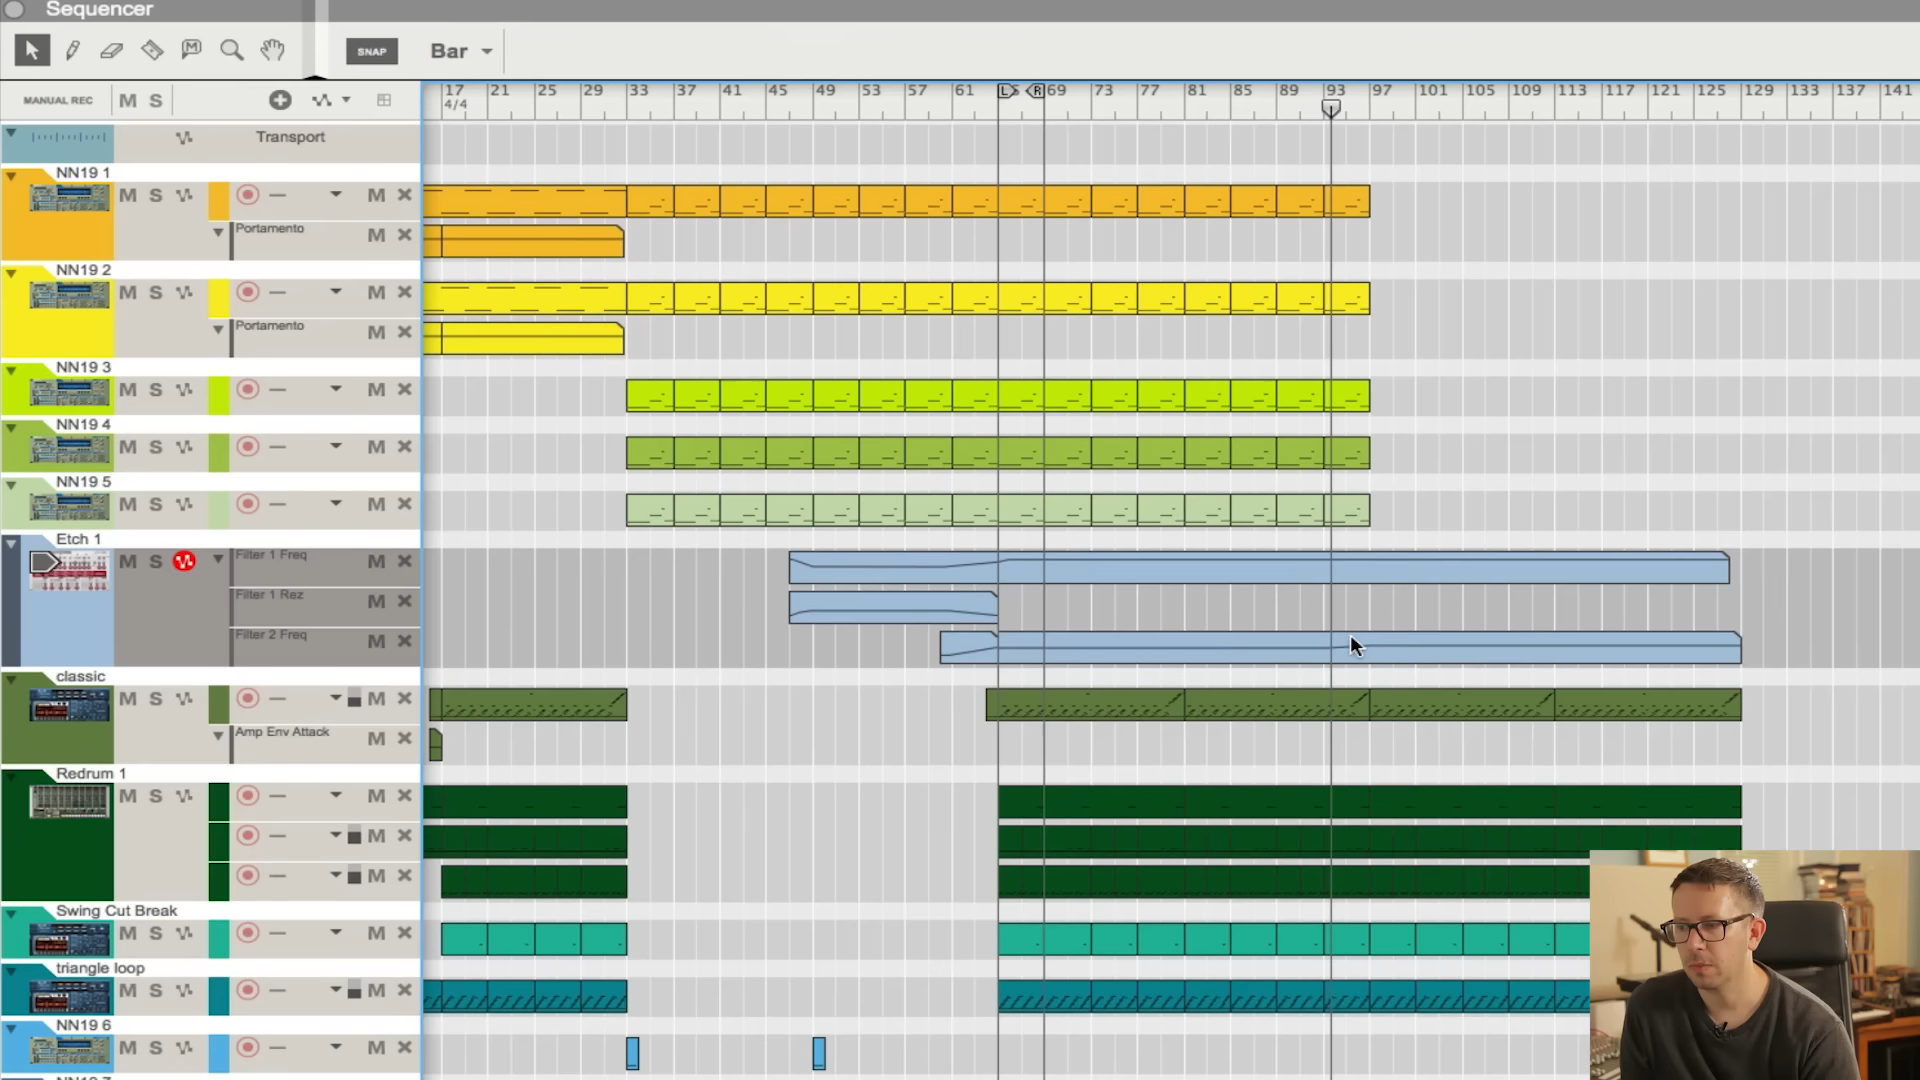 Sequencer
SNAP
Bar
MANUAL REC
M S
17 21 25 29 33 37 41 45 49 53 57 61 69 73 77 81 85 89 93 97 101 105 109 113 117 121 125 129 133 137 141
4/4
L
R
Transport
NN19 1
M S
M
Portamento
M
NN19 2
M S
M
Portamento
M
NN19 3
M S
M
NN19 4
M S
M
NN19 5
M S
M
Etch 1
M S
Filter 1 Freq
M
Filter 1 Rez
M
Filter 2 Freq
M
classic
M S
M
Amp Env Attack
M
Redrum 1
M S
M
M
M
Swing Cut Break
M S
M
triangle loop
M S
M
NN19 6
M S
M